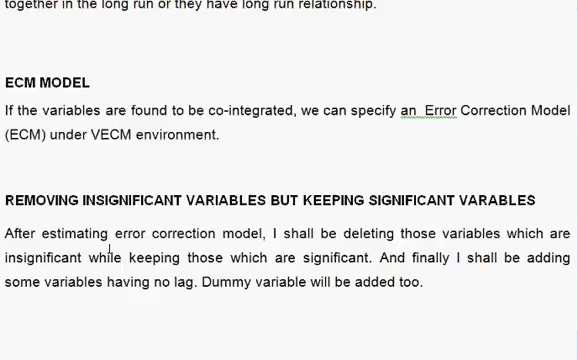 together in the long run or they have long run relationship.
ECM MODEL
If the variables are found to be co-integrated, we can specify an Error Correction Model
(ECM) under VECM environment.
REMOVING INSIGNIFICANT VARIABLES BUT KEEPING SIGNIFICANT VARABLES
After estimating error correction model, I shall be deleting those variables which are
insignificant while keeping those which are significant. And finally I shall be adding
some variables having no lag. Dummy variable will be added too.